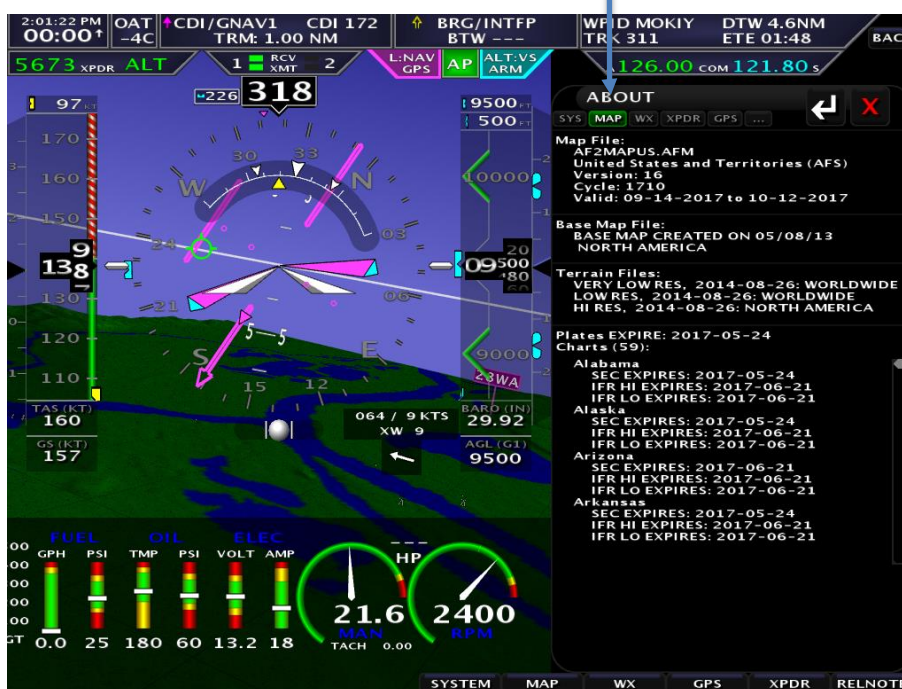 2:01:22 PM
00:00↑
OAT
-4C
CDI/GNAV1 CDI 172
TRM: 1.00 NM
BRG/INTFP
BTW ---
WPID MOKIY DTW 4.6NM
TRK 311 ETE 01:48
BAC
5673 XPDR ALT
1 RCV XMT 2
L:NAV GPS
AP
ALT:VS ARM
126.00 COM 121.80 S
97 KT
226
318
9500 FT
500 FT
170
160
150
9
138
7
130
120
110
10000
20
09500
80
60
9000
23WA
W
30
33
N
03
06
E
12
15
S
21
24
5
5
TAS (KT)
160
GS (KT)
157
064 / 9 KTS
XW 9
BARO (IN)
29.92
AGL (G1)
9500
FUEL OIL ELEC
GPH PSI TMP PSI VOLT AMP
0.0 25 180 60 13.2 18
21.6
MAN
TACH 0.00
---
HP
2400
RPM
ABOUT
X
SYS MAP WX XPDR GPS ...
Map File:
AF2MAPUS.AFM
United States and Territories (AFS)
Version: 16
Cycle: 1710
Valid: 09-14-2017 to 10-12-2017
Base Map File:
BASE MAP CREATED ON 05/08/13
NORTH AMERICA
Terrain Files:
VERY LOW RES, 2014-08-26: WORLDWIDE
LOW RES, 2014-08-26: WORLDWIDE
HI RES, 2014-08-26: NORTH AMERICA
Plates EXPIRE: 2017-05-24
Charts (59):
Alabama
SEC EXPIRES: 2017-05-24
IFR HI EXPIRES: 2017-06-21
IFR LO EXPIRES: 2017-06-21
Alaska
SEC EXPIRES: 2017-05-24
IFR HI EXPIRES: 2017-06-21
IFR LO EXPIRES: 2017-06-21
Arizona
SEC EXPIRES: 2017-06-21
IFR HI EXPIRES: 2017-06-21
IFR LO EXPIRES: 2017-06-21
Arkansas
SEC EXPIRES: 2017-05-24
IFR HI EXPIRES: 2017-06-21
IFR LO EXPIRES: 2017-06-21
SYSTEM MAP WX GPS XPDR RELNOTE